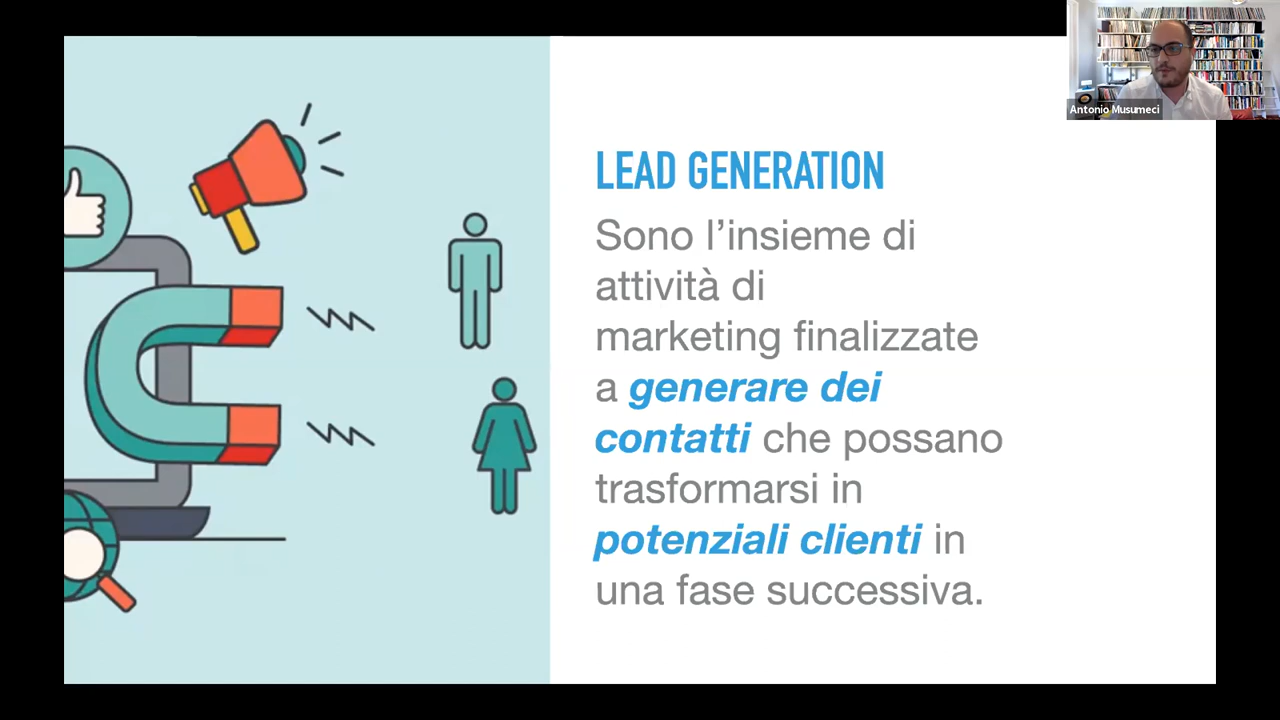 Antonio Musumeci
LEAD GENERATION
Sono l’insieme di
attività di
marketing finalizzate
a generare dei
contatti che possano
trasformarsi in
potenziali clienti in
una fase successiva.